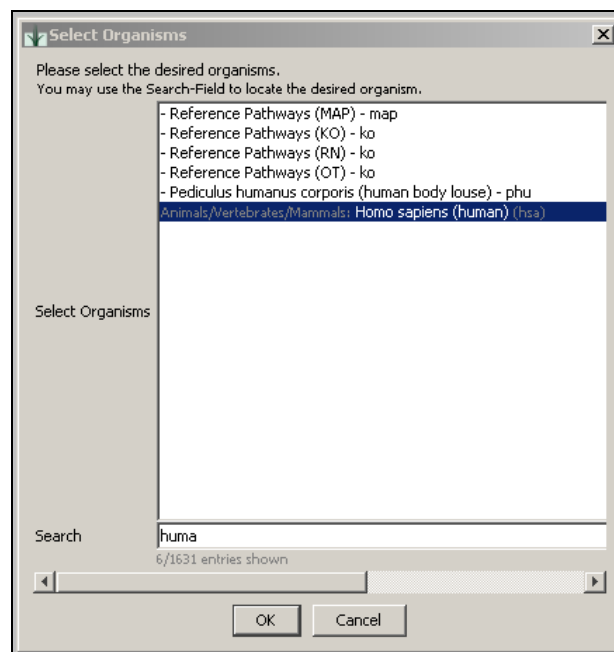 Select Organisms
Please select the desired organisms.
You may use the Search-Field to locate the desired organism.
- Reference Pathways (MAP) - map
- Reference Pathways (KO) - ko
- Reference Pathways (RN) - ko
- Reference Pathways (OT) - ko
- Pediculus humanus corporis (human body louse) - phu
Animals/Vertebrates/Mammals: Homo sapiens (human) (hsa)
Select Organisms
Search
huma
6/1631 entries shown
OK
Cancel